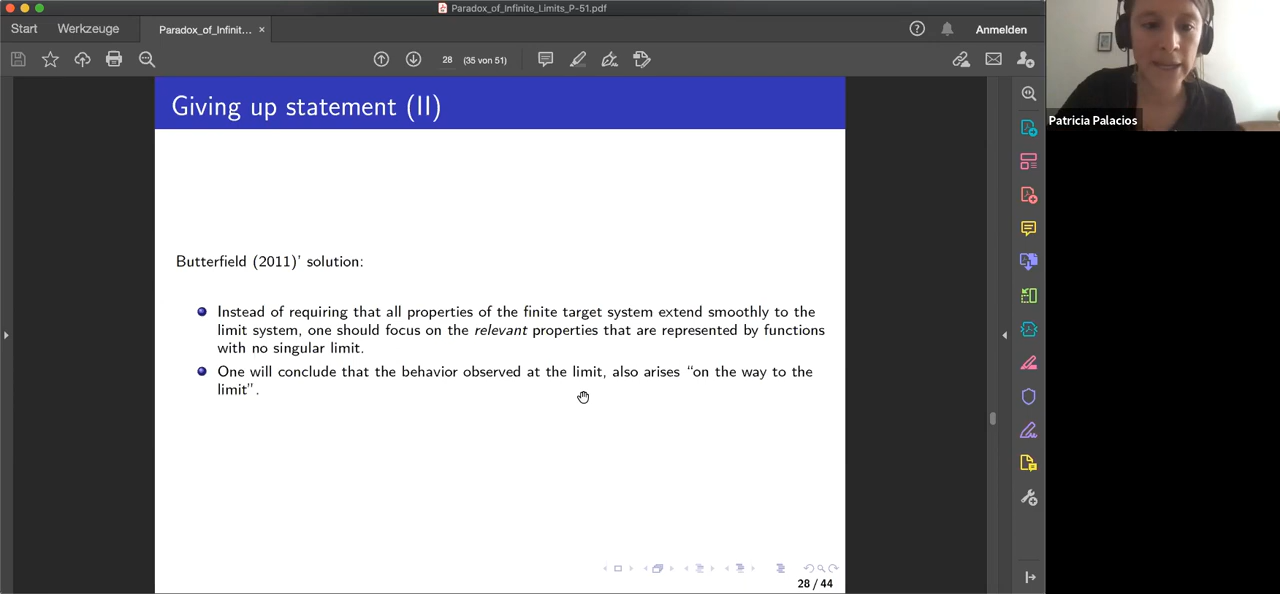 Paradox_of_Infinite_Limits_P-51.pdf
Start Werkzeuge Paradox_of_Infinit... × Anmelden
28 (35 von 51)
Giving up statement (II)
Patricia Palacios
Butterfield (2011)' solution:
Instead of requiring that all properties of the finite target system extend smoothly to the
limit system, one should focus on the relevant properties that are represented by functions
with no singular limit.
One will conclude that the behavior observed at the limit, also arises “on the way to the
limit”.
28 / 44